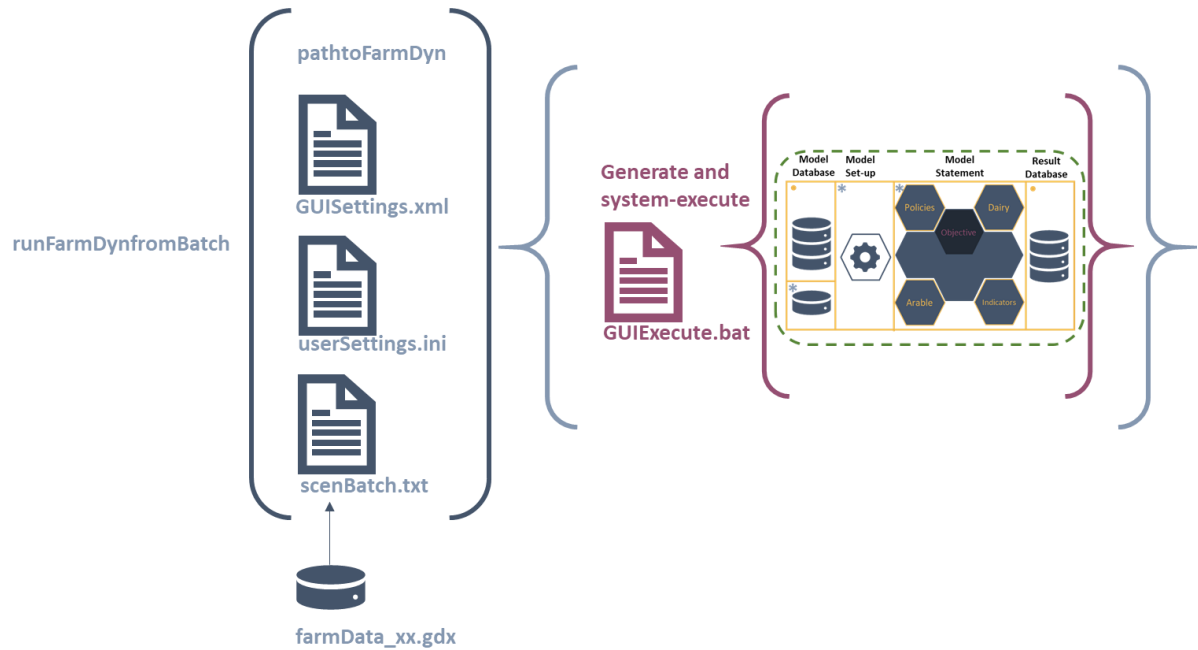 runFarmDynfromBatch
pathtoFarmDyn
GUISettings.xml
userSettings.ini
scenBatch.txt
farmData_xx.gdx
Generate and
system-execute
GUIExecute.bat
Model
Database
Model
Set-up
Model
Statement
Result
Database
Policies
Dairy
Objective
Arable
Indicators